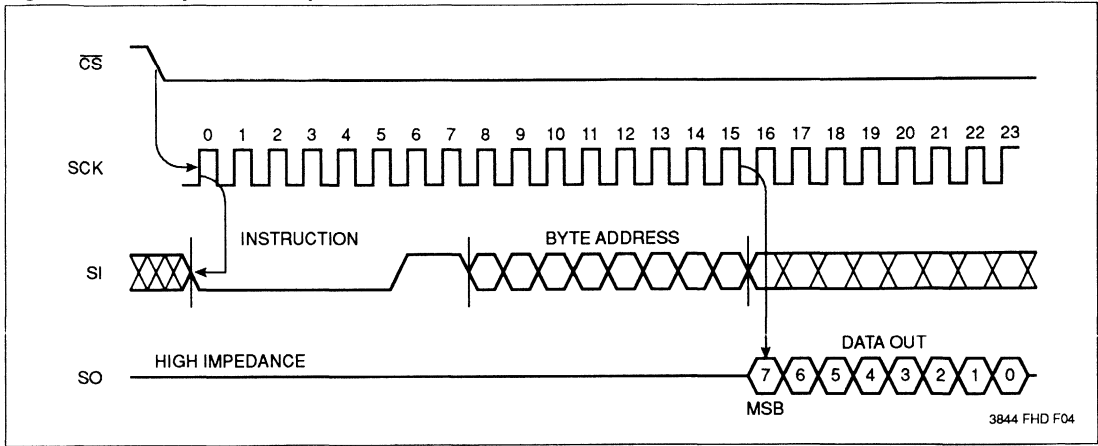 CS
0 1 2 3 4 5 6 7 8 9 10 11 12 13 14 15 16 17 18 19 20 21 22 23
SCK
INSTRUCTION
BYTE ADDRESS
SI
DATA OUT
HIGH IMPEDANCE
SO
7 6 5 4 3 2 1 0
MSB
3844 FHD F04